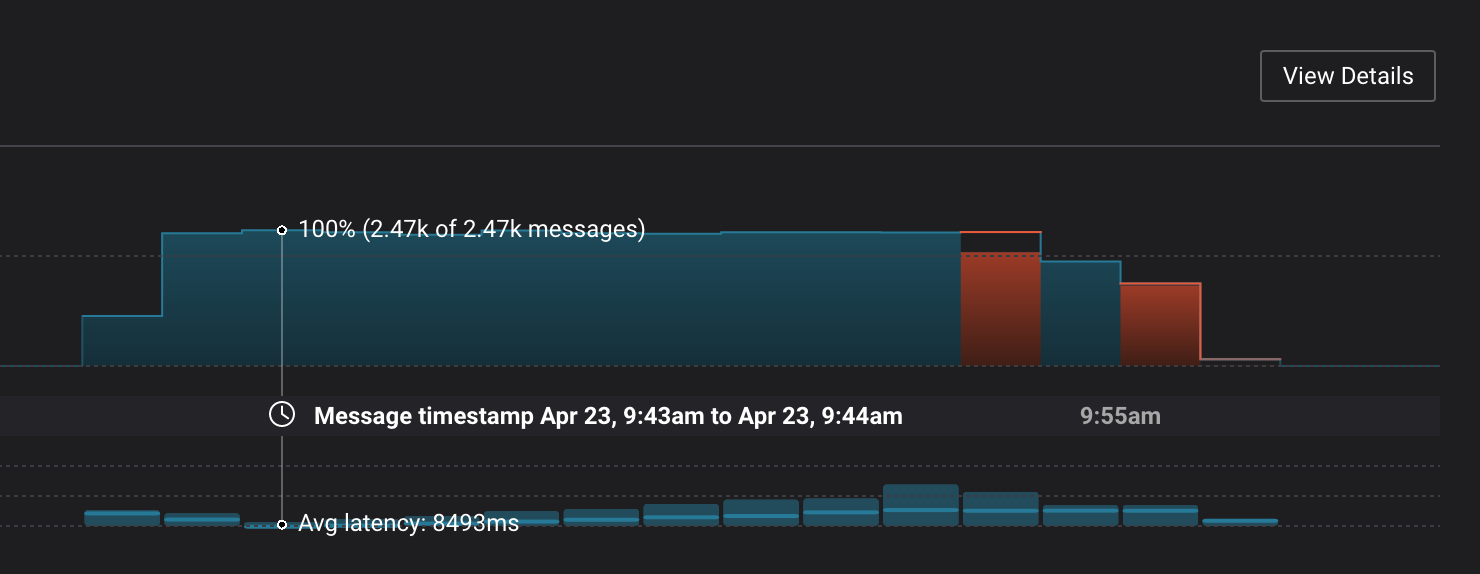 View Details
100% (2.47k of 2.47k messages)
Message timestamp Apr 23, 9:43am to Apr 23, 9:44am
9:55am
Avg latency: 8493ms